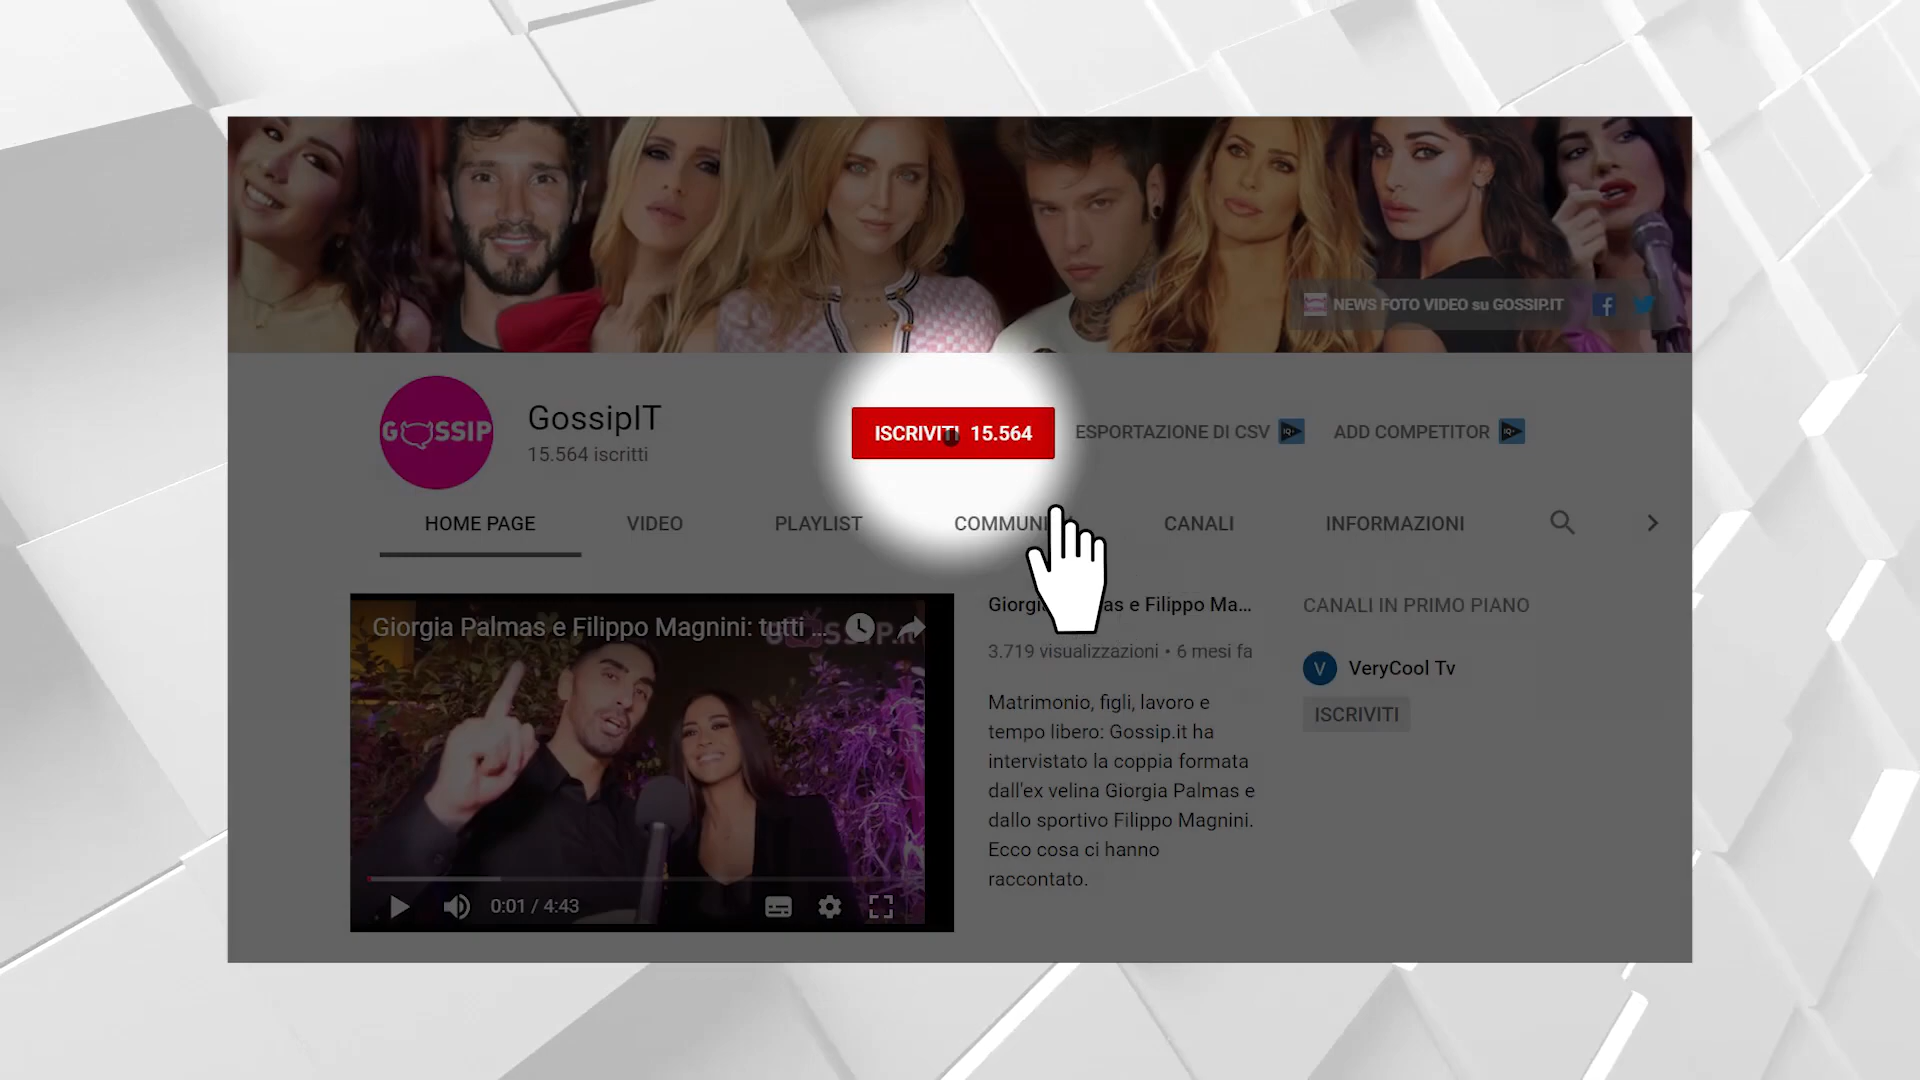 NEWS FOTO VIDEO su GOSSIP.IT
GOSSIP
GossipIT
15.564 iscritti
ISCRIVITI 15.564
ESPORTAZIONE DI CSV
ADD COMPETITOR
HOME PAGE
VIDEO
PLAYLIST
COMMUNI
CANALI
INFORMAZIONI
Giorgia Palmas e Filippo Magnini: tutti ...
0:01 / 4:43
Giorgi as e Filippo Ma...
3.719 visualizzazioni • 6 mesi fa
Matrimonio, figli, lavoro e
tempo libero: Gossip.it ha
intervistato la coppia formata
dall'ex velina Giorgia Palmas e
dallo sportivo Filippo Magnini.
Ecco cosa ci hanno
raccontato.
CANALI IN PRIMO PIANO
V VeryCool Tv
ISCRIVITI